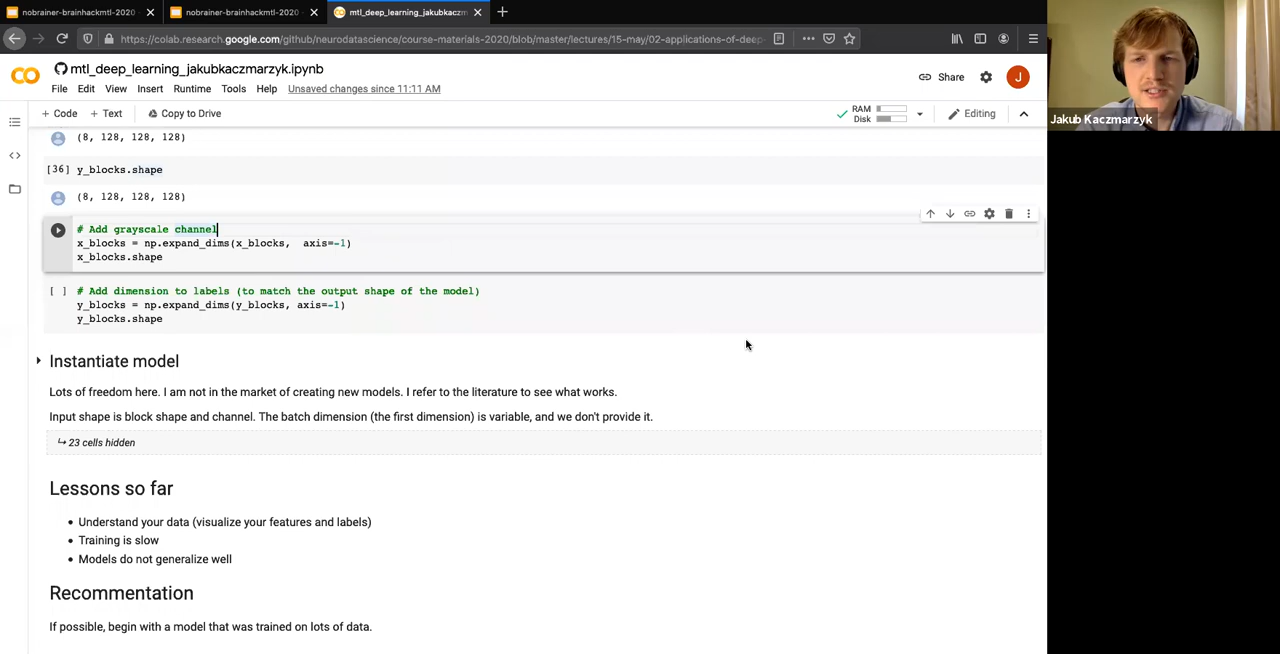 nobrainer-brainhackmtl-2020
nobrainer-brainhackmtl-2020
mtl_deep_learning_jakubkaczm
https://colab.research.google.com/github/neurodatascience/course-materials-2020/blob/master/lectures/15-may/02-applications-of-deep-
mtl_deep_learning_jakubkaczmarzyk.ipynb
Share
J
File Edit View Insert Runtime Tools Help Unsaved changes since 11:11 AM
+ Code + Text Copy to Drive
RAM
Disk
Editing
(8, 128, 128, 128)
[36] y_blocks.shape
(8, 128, 128, 128)
# Add grayscale channel
x_blocks = np.expand_dims(x_blocks,  axis=-1)
x_blocks.shape
[ ] # Add dimension to labels (to match the output shape of the model)
y_blocks = np.expand_dims(y_blocks, axis=-1)
y_blocks.shape
Instantiate model
Lots of freedom here. I am not in the market of creating new models. I refer to the literature to see what works.
Input shape is block shape and channel. The batch dimension (the first dimension) is variable, and we don't provide it.
↳ 23 cells hidden
Lessons so far
• Understand your data (visualize your features and labels)
• Training is slow
• Models do not generalize well
Recommentation
If possible, begin with a model that was trained on lots of data.
Jakub Kaczmarzyk